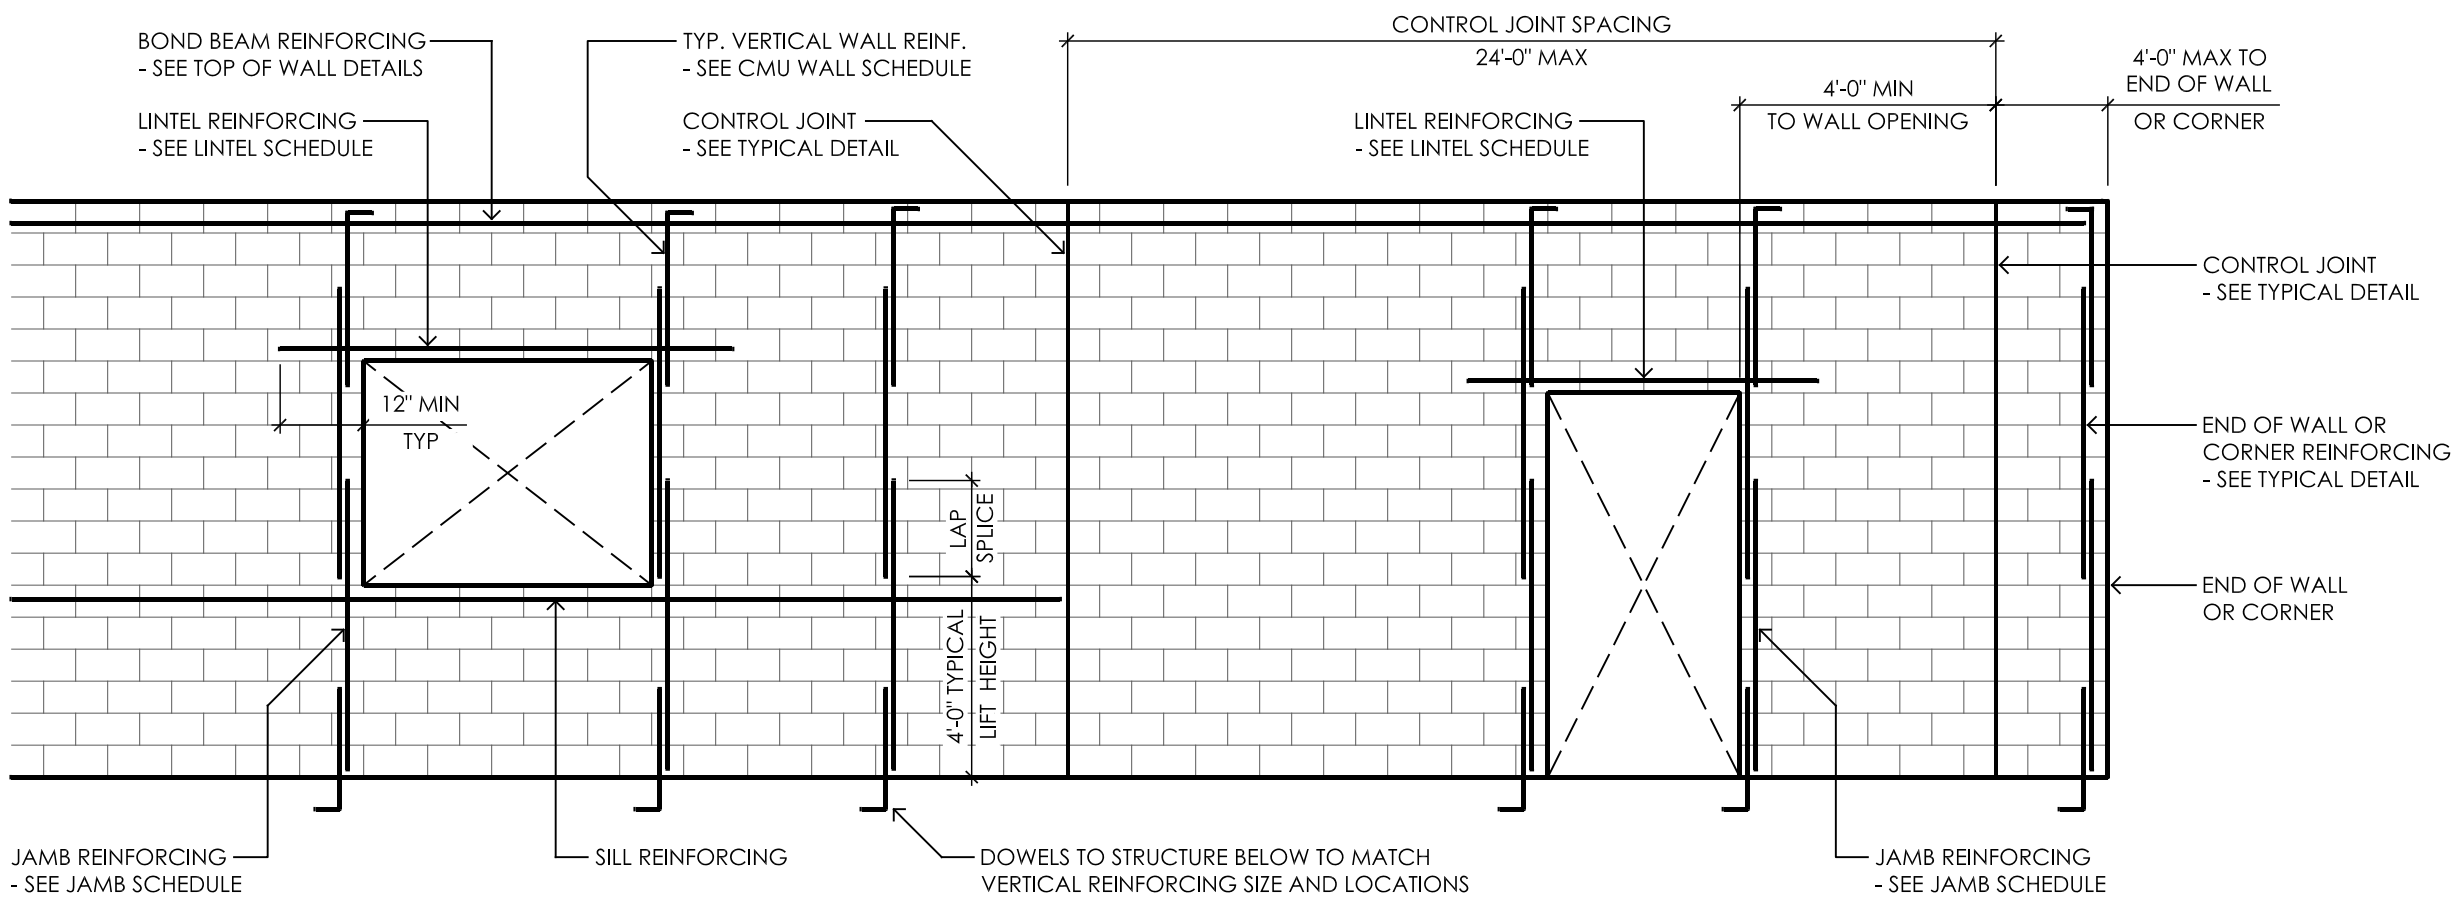 BOND BEAM REINFORCING
- SEE TOP OF WALL DETAILS
LINTEL REINFORCING
- SEE LINTEL SCHEDULE
TYP. VERTICAL WALL REINF.
- SEE CMU WALL SCHEDULE
CONTROL JOINT
- SEE TYPICAL DETAIL
CONTROL JOINT SPACING
24'-0" MAX
LINTEL REINFORCING
- SEE LINTEL SCHEDULE
4'-0" MIN
TO WALL OPENING
4'-0" MAX TO
END OF WALL
OR CORNER
CONTROL JOINT
- SEE TYPICAL DETAIL
12" MIN
TYP
END OF WALL OR
CORNER REINFORCING
- SEE TYPICAL DETAIL
LAP
SPLICE
4'-0" TYPICAL
LIFT HEIGHT
END OF WALL
OR CORNER
JAMB REINFORCING
- SEE JAMB SCHEDULE
SILL REINFORCING
DOWELS TO STRUCTURE BELOW TO MATCH
VERTICAL REINFORCING SIZE AND LOCATIONS
JAMB REINFORCING
- SEE JAMB SCHEDULE